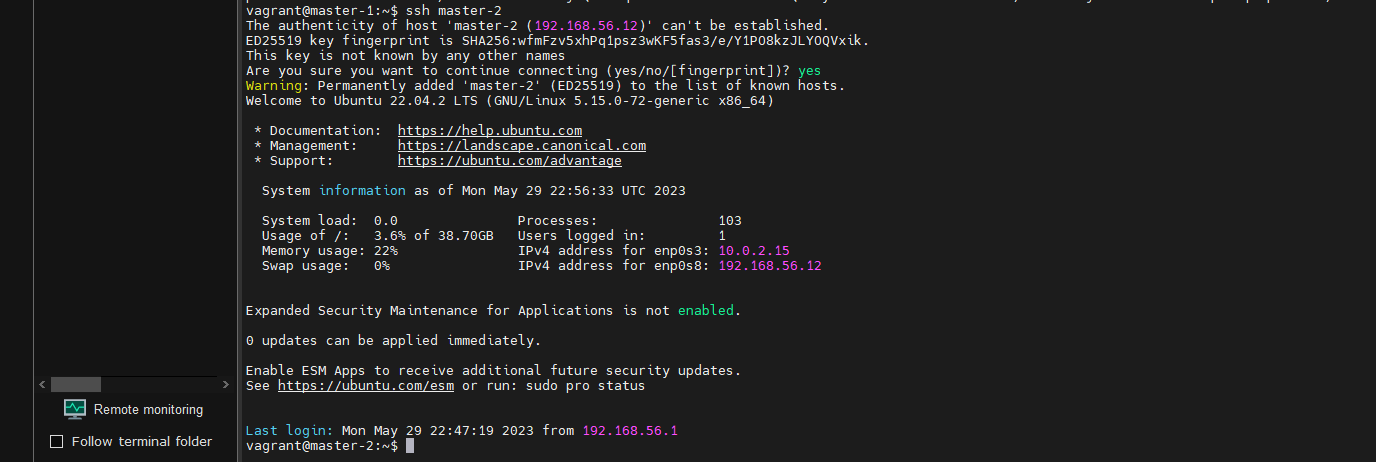 vagrant@master-1:~$ ssh master-2
The authenticity of host 'master-2 (192.168.56.12)' can't be established.
ED25519 key fingerprint is SHA256:wfmFzv5xhPq1psz3wKF5fas3/e/Y1PO8kzJLYOQVxik.
This key is not known by any other names
Are you sure you want to continue connecting (yes/no/[fingerprint])? yes
Warning: Permanently added 'master-2' (ED25519) to the list of known hosts.
Welcome to Ubuntu 22.04.2 LTS (GNU/Linux 5.15.0-72-generic x86_64)
* Documentation: https://help.ubuntu.com
* Management: https://landscape.canonical.com
* Support: https://ubuntu.com/advantage
System information as of Mon May 29 22:56:33 UTC 2023
System load: 0.0 Processes: 103
Usage of /: 3.6% of 38.70GB Users logged in: 1
Memory usage: 22% IPv4 address for enp0s3: 10.0.2.15
Swap usage: 0% IPv4 address for enp0s8: 192.168.56.12
Expanded Security Maintenance for Applications is not enabled.
0 updates can be applied immediately.
Enable ESM Apps to receive additional future security updates.
See https://ubuntu.com/esm or run: sudo pro status
Last login: Mon May 29 22:47:19 2023 from 192.168.56.1
vagrant@master-2:~$
Remote monitoring
Follow terminal folder